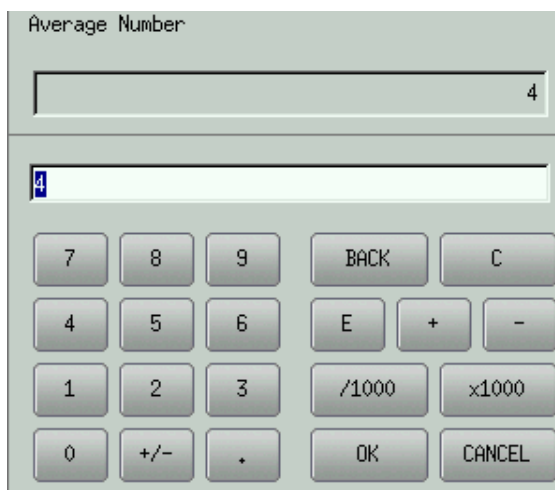 Average Number
4
4
7 8 9 BACK C
4 5 6 E + -
1 2 3 /1000 x1000
0 +/- . OK CANCEL